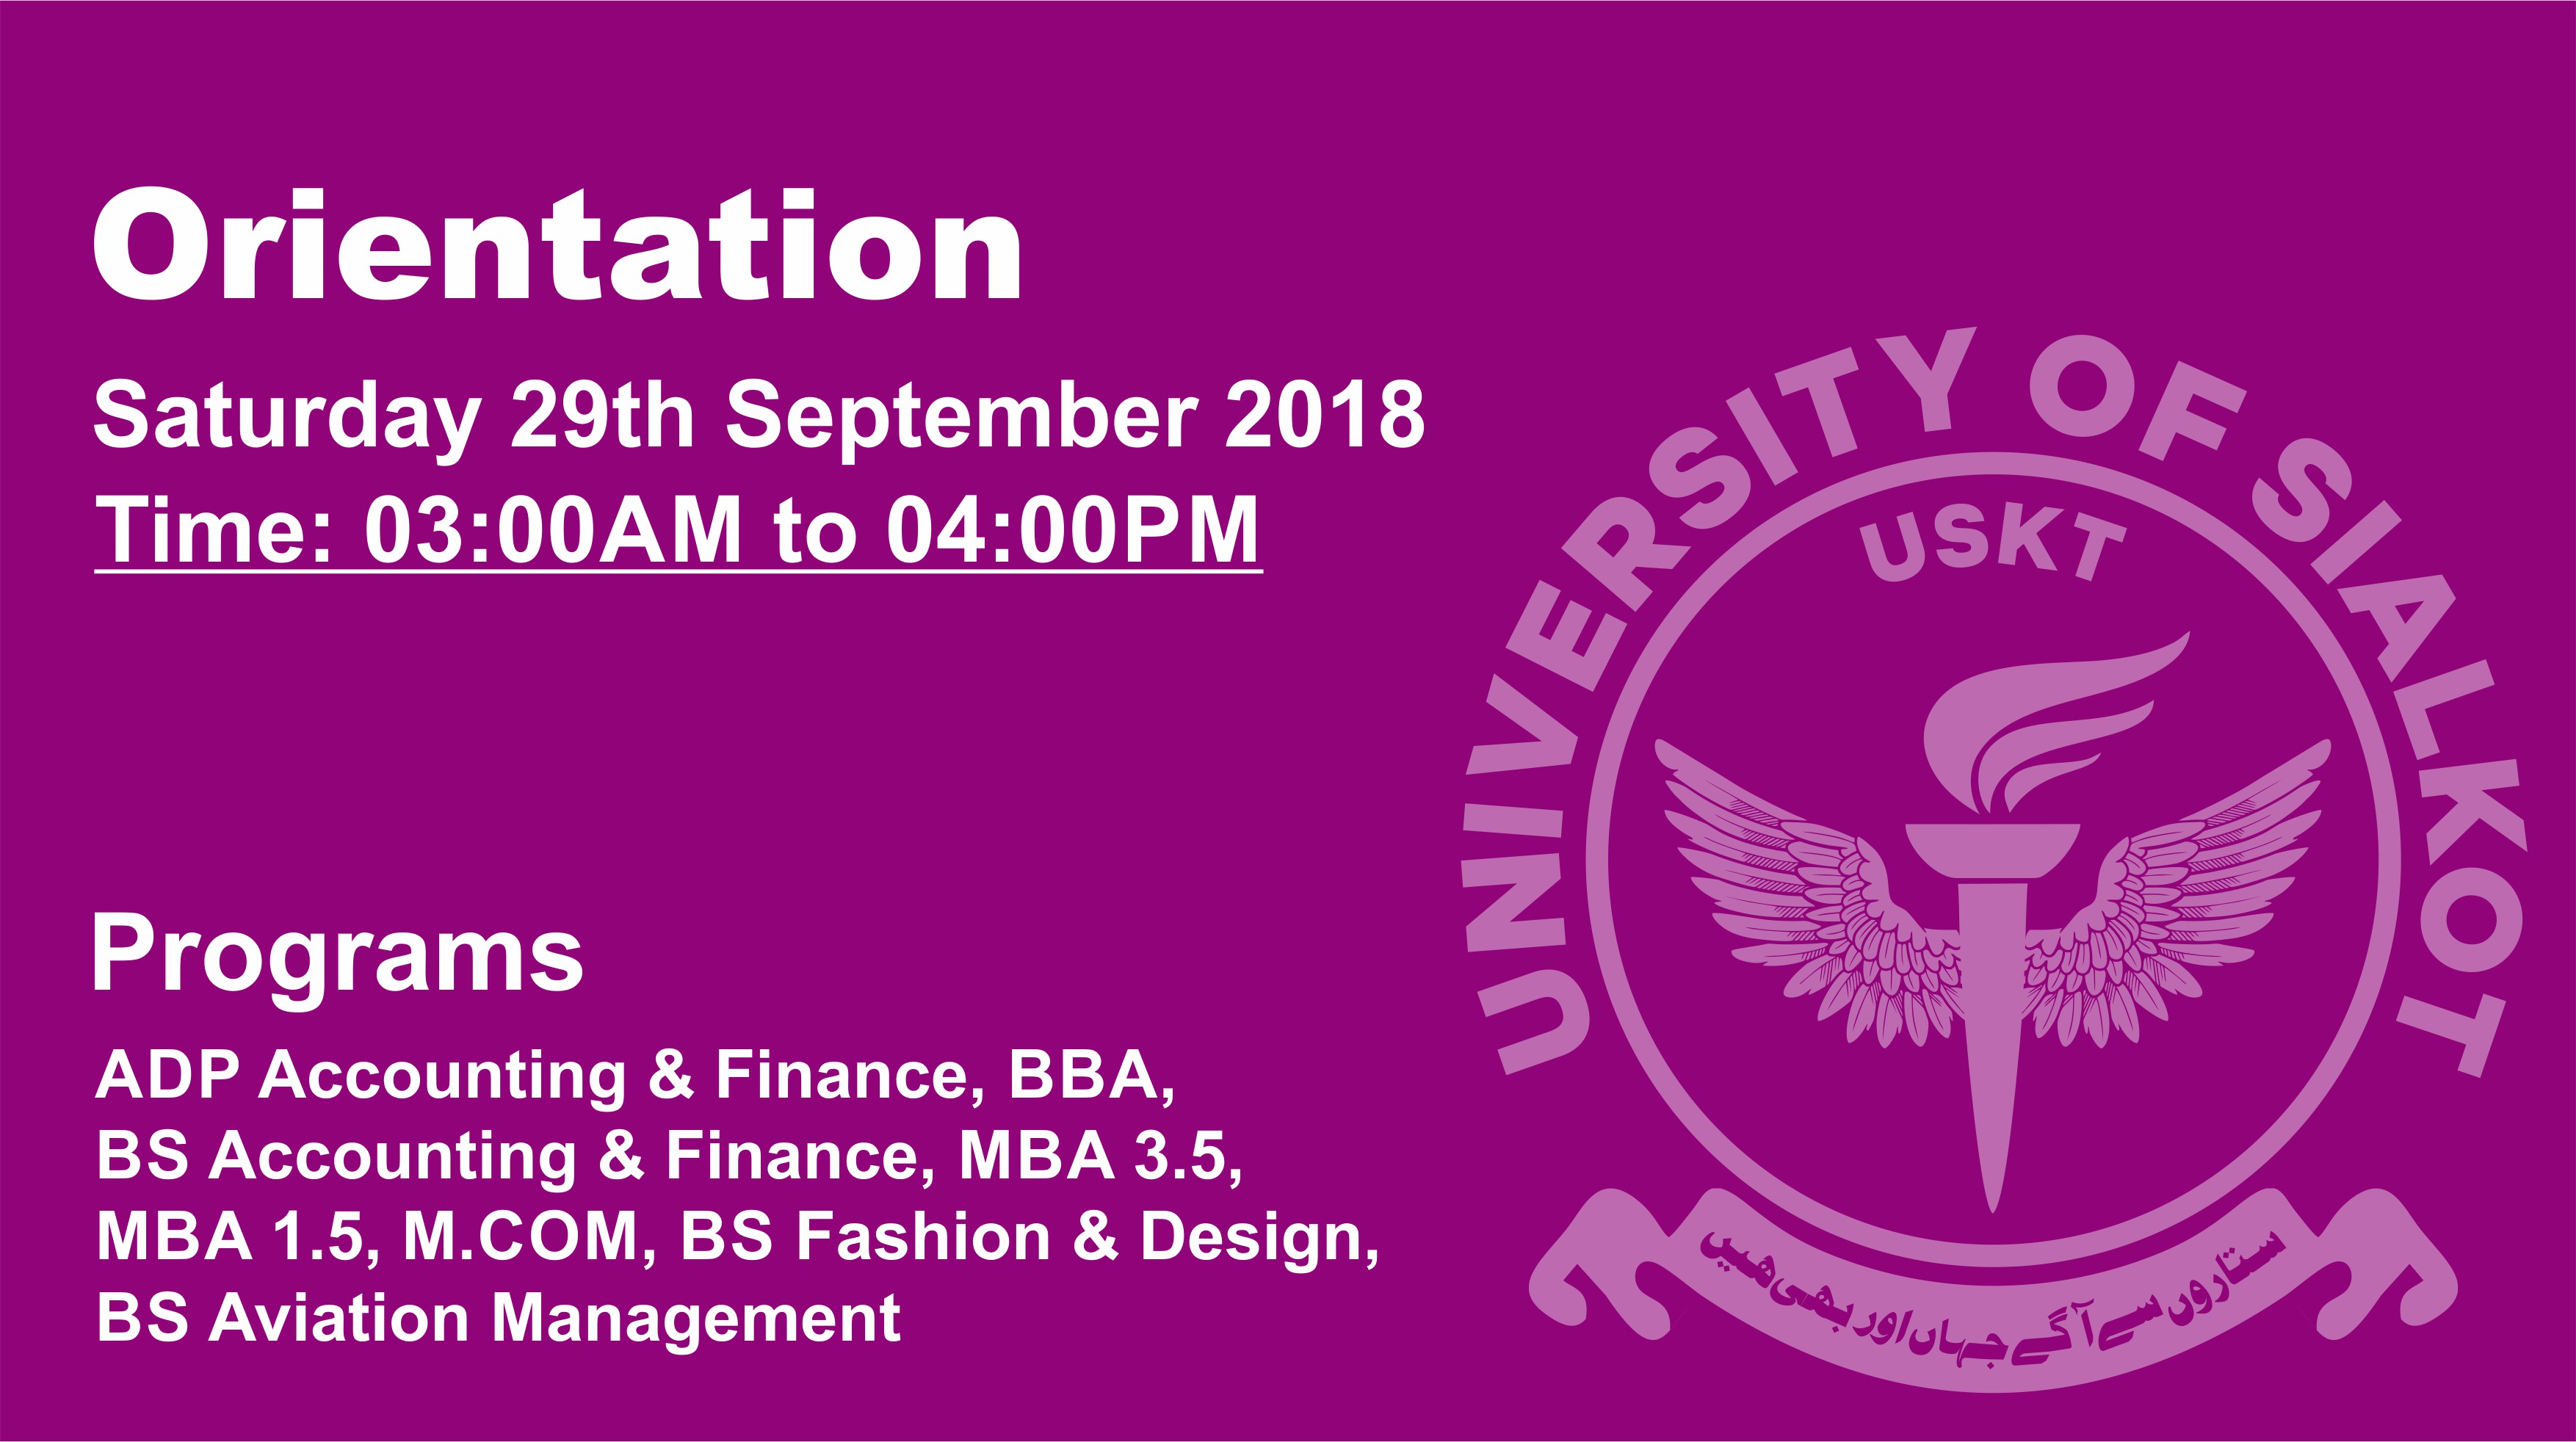 Orientation
Saturday 29th September 2018
Time: 03:00AM to 04:00PM
Programs
ADP Accounting & Finance, BBA,
BS Accounting & Finance, MBA 3.5,
MBA 1.5, M.COM, BS Fashion & Design,
BS Aviation Management
UNIVERSITY OF SIALKOT
USKT
ستاروں سے آگے جہاں اور بھی ہیں